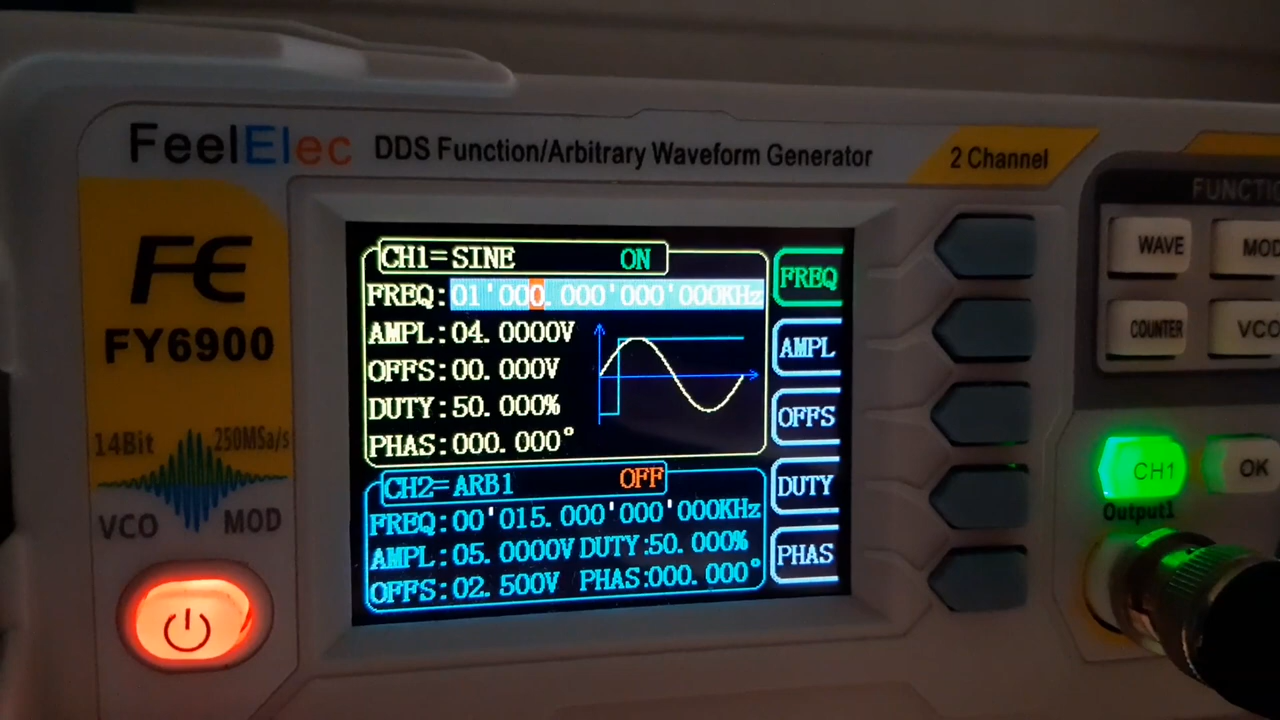 FeelElec DDS Function/Arbitrary Waveform Generator 2 Channel
FE
FY6900
14Bit 250MSa/s
VCO MOD
CH1=SINE ON
FREQ:01'000.000'000'000KHz
AMPL:04.0000V
OFFS:00.000V
DUTY:50.000%
PHAS:000.000°
CH2=ARB1 OFF
FREQ:00'015.000'000'000KHz
AMPL:05.0000V DUTY:50.000%
OFFS:02.500V PHAS:000.000°
FREQ
AMPL
OFFS
DUTY
PHAS
WAVE
COUNTER VCO
CH1 OK
Output1